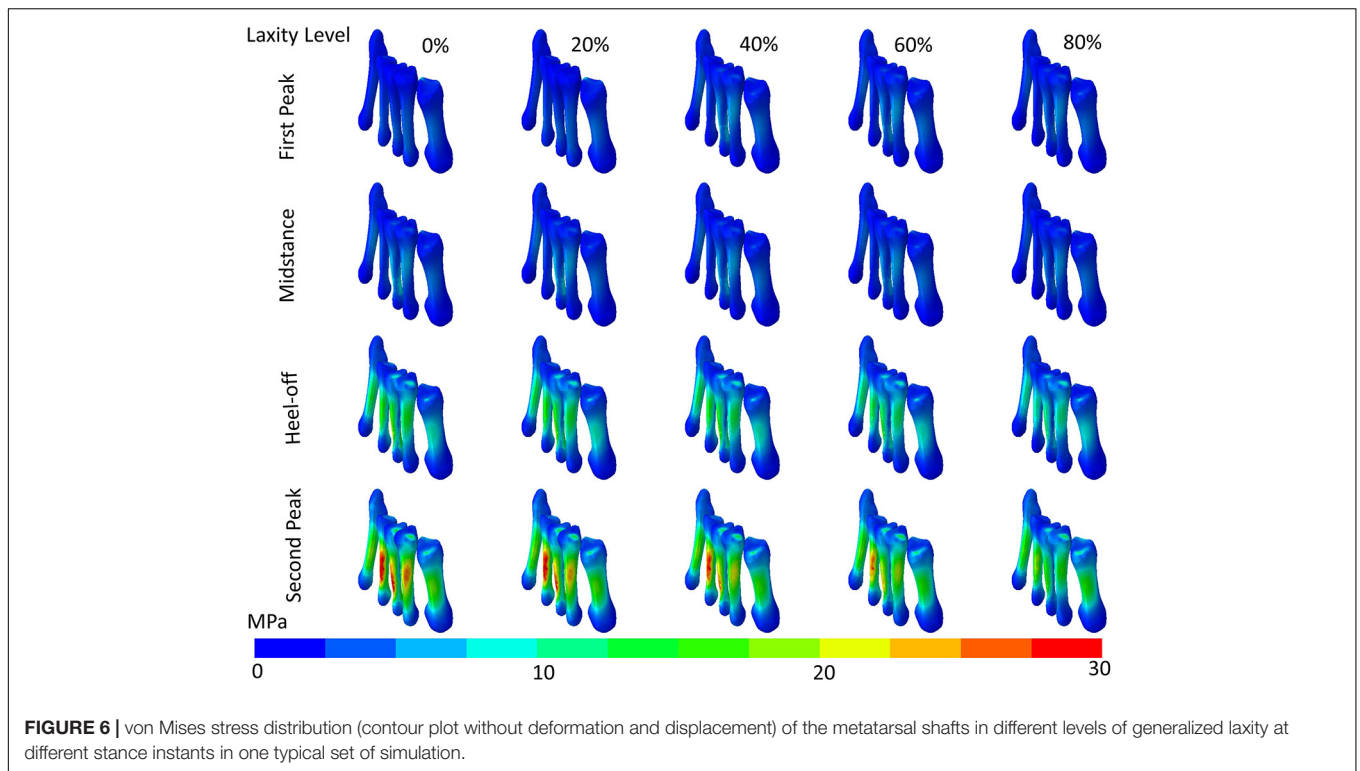 Laxity Level 0% 20% 40% 60% 80%
First Peak
Midstance
Heel-off
Second Peak
MPa
0 10 20 30
FIGURE 6 | von Mises stress distribution (contour plot without deformation and displacement) of the metatarsal shafts in different levels of generalized laxity at
different stance instants in one typical set of simulation.